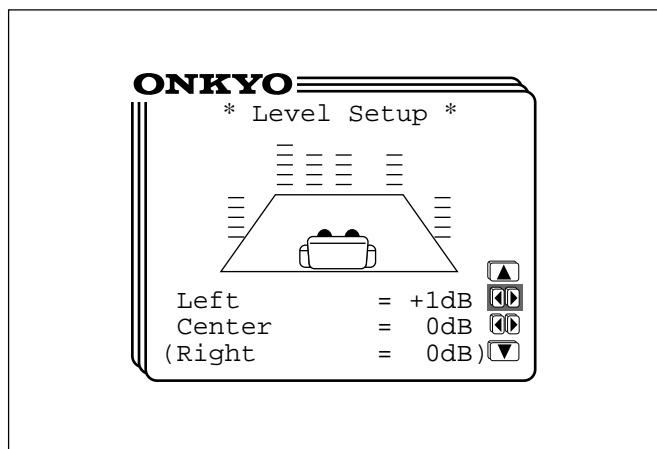 ONKYO
* Level Setup *
Left = +1dB
Center = 0dB
(Right = 0dB)